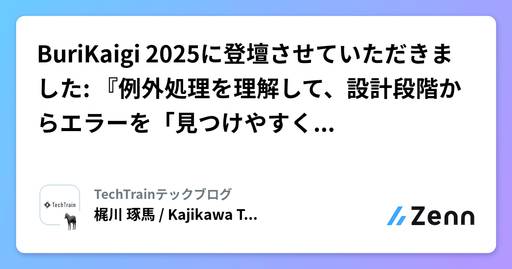 BuriKaigi 2025に登壇させていただきま
した: 『例外処理を理解して、設計段階か
らエラーを「見つけやすく...
TechTrain
TechTrainテックブログ
梶川 琢馬 / Kajikawa T...
Zenn